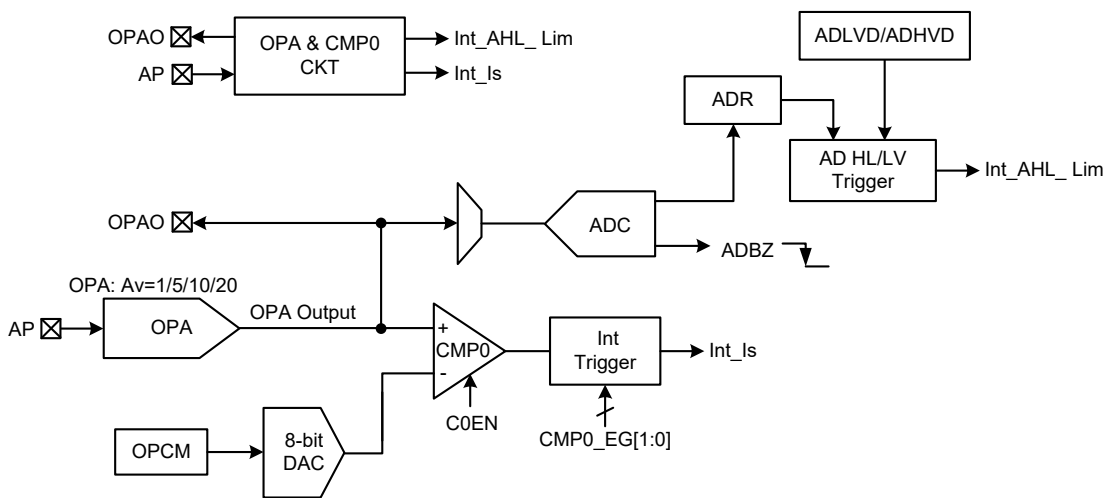 OPAO
AP
OPA & CMP0
CKT
Int_AHL_ Lim
Int_Is
ADLVD/ADHVD
ADR
AD HL/LV
Trigger
Int_AHL_ Lim
OPAO
ADC
ADBZ
OPA: Av=1/5/10/20
AP
OPA
OPA Output
+
CMP0
-
C0EN
Int
Trigger
Int_Is
CMP0_EG[1:0]
OPCM
8-bit
DAC